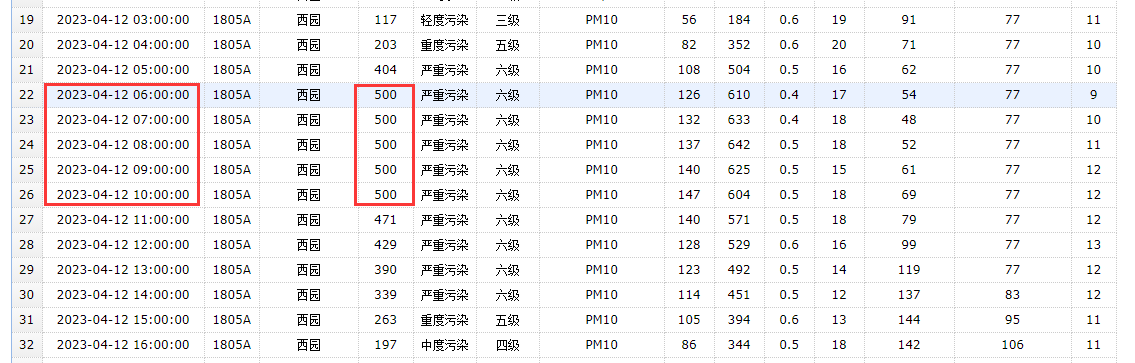 19 2023-04-12 03:00:00 1805A 西园 117 轻度污染 三级 PM10 56 184 0.6 19 91 77 11
20 2023-04-12 04:00:00 1805A 西园 203 重度污染 五级 PM10 82 352 0.6 20 71 77 10
21 2023-04-12 05:00:00 1805A 西园 404 严重污染 六级 PM10 108 504 0.5 16 62 77 10
22 2023-04-12 06:00:00 1805A 西园 500 严重污染 六级 PM10 126 610 0.4 17 54 77 9
23 2023-04-12 07:00:00 1805A 西园 500 严重污染 六级 PM10 132 633 0.4 18 48 77 10
24 2023-04-12 08:00:00 1805A 西园 500 严重污染 六级 PM10 137 642 0.5 18 52 77 11
25 2023-04-12 09:00:00 1805A 西园 500 严重污染 六级 PM10 140 625 0.5 15 61 77 12
26 2023-04-12 10:00:00 1805A 西园 500 严重污染 六级 PM10 147 604 0.5 18 69 77 12
27 2023-04-12 11:00:00 1805A 西园 471 严重污染 六级 PM10 140 571 0.5 18 79 77 12
28 2023-04-12 12:00:00 1805A 西园 429 严重污染 六级 PM10 128 529 0.6 16 99 77 13
29 2023-04-12 13:00:00 1805A 西园 390 严重污染 六级 PM10 123 492 0.5 14 119 77 12
30 2023-04-12 14:00:00 1805A 西园 339 严重污染 六级 PM10 114 451 0.5 12 137 83 12
31 2023-04-12 15:00:00 1805A 西园 263 重度污染 五级 PM10 105 394 0.6 13 144 95 11
32 2023-04-12 16:00:00 1805A 西园 197 中度污染 四级 PM10 86 344 0.5 18 142 106 11